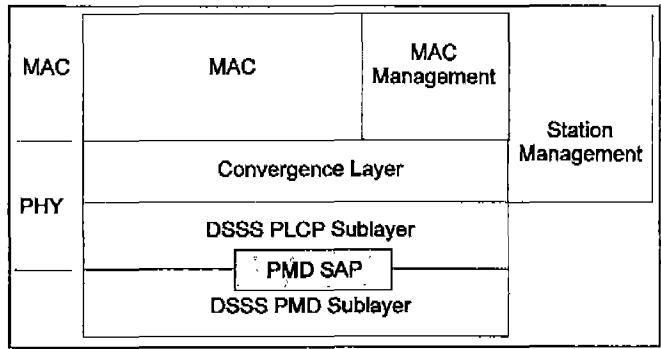 MAC
MAC
MAC
Management
Station
Management
Convergence Layer
PHY
DSSS PLCP Sublayer
PMD SAP
DSSS PMD Sublayer